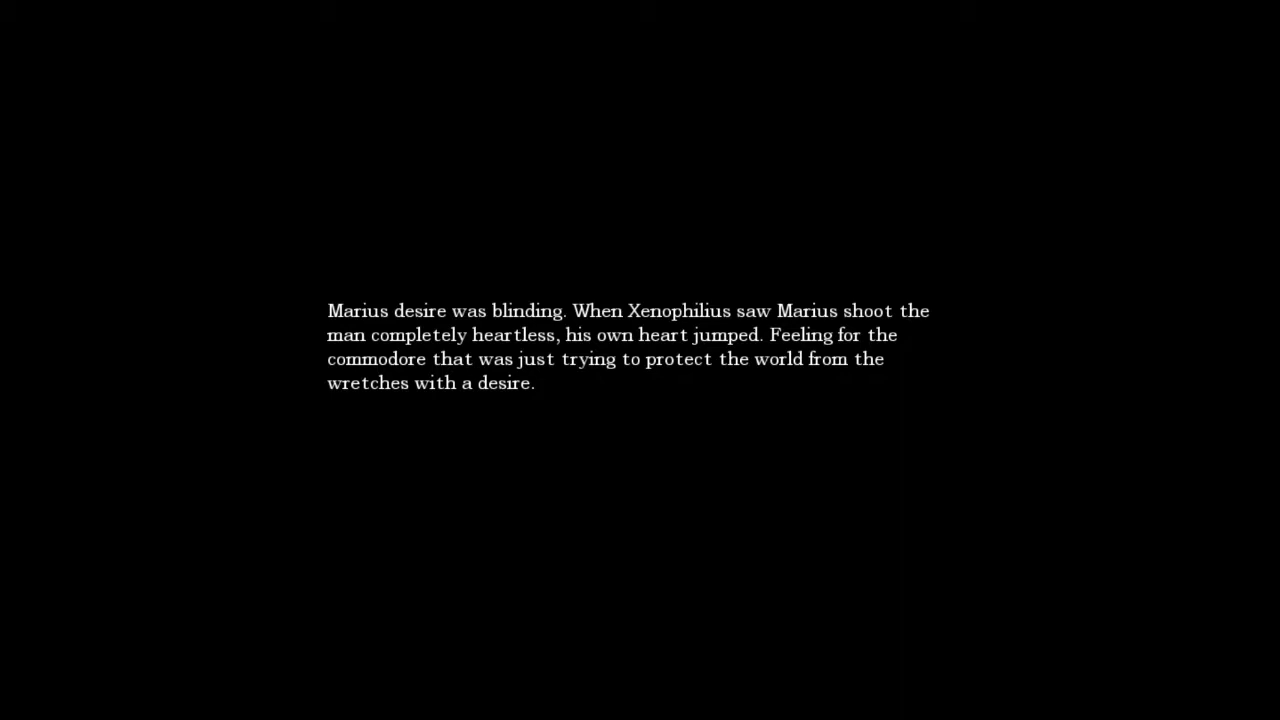 Marius desire was blinding. When Xenophilius saw Marius shoot the
man completely heartless, his own heart jumped. Feeling for the
commodore that was just trying to protect the world from the
wretches with a desire.